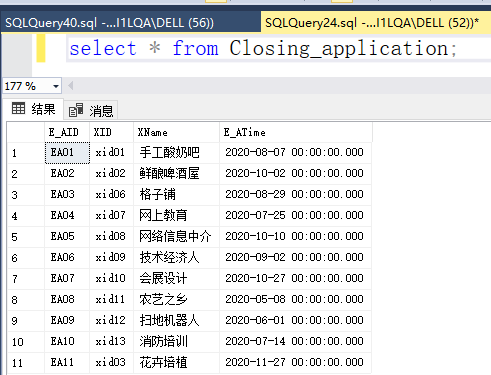 SQLQuery40.sql -...I1LQA\DELL (56)) SQLQuery24.sql -...I1LQA\DELL (52))*
select * from Closing_application;
177 %
结果 消息
E_AID XID XName E_ATime
1 EA01 xid01 手工酸奶吧 2020-08-07 00:00:00.000
2 EA02 xid02 鲜酿啤酒屋 2020-10-02 00:00:00.000
3 EA03 xid06 格子铺 2020-08-29 00:00:00.000
4 EA04 xid07 网上教育 2020-07-25 00:00:00.000
5 EA05 xid08 网络信息中介 2020-10-10 00:00:00.000
6 EA06 xid09 技术经济人 2020-09-02 00:00:00.000
7 EA07 xid10 会展设计 2020-10-27 00:00:00.000
8 EA08 xid11 农艺之乡 2020-05-08 00:00:00.000
9 EA09 xid12 扫地机器人 2020-06-01 00:00:00.000
10 EA10 xid13 消防培训 2020-07-14 00:00:00.000
11 EA11 xid03 花卉培植 2020-11-27 00:00:00.000